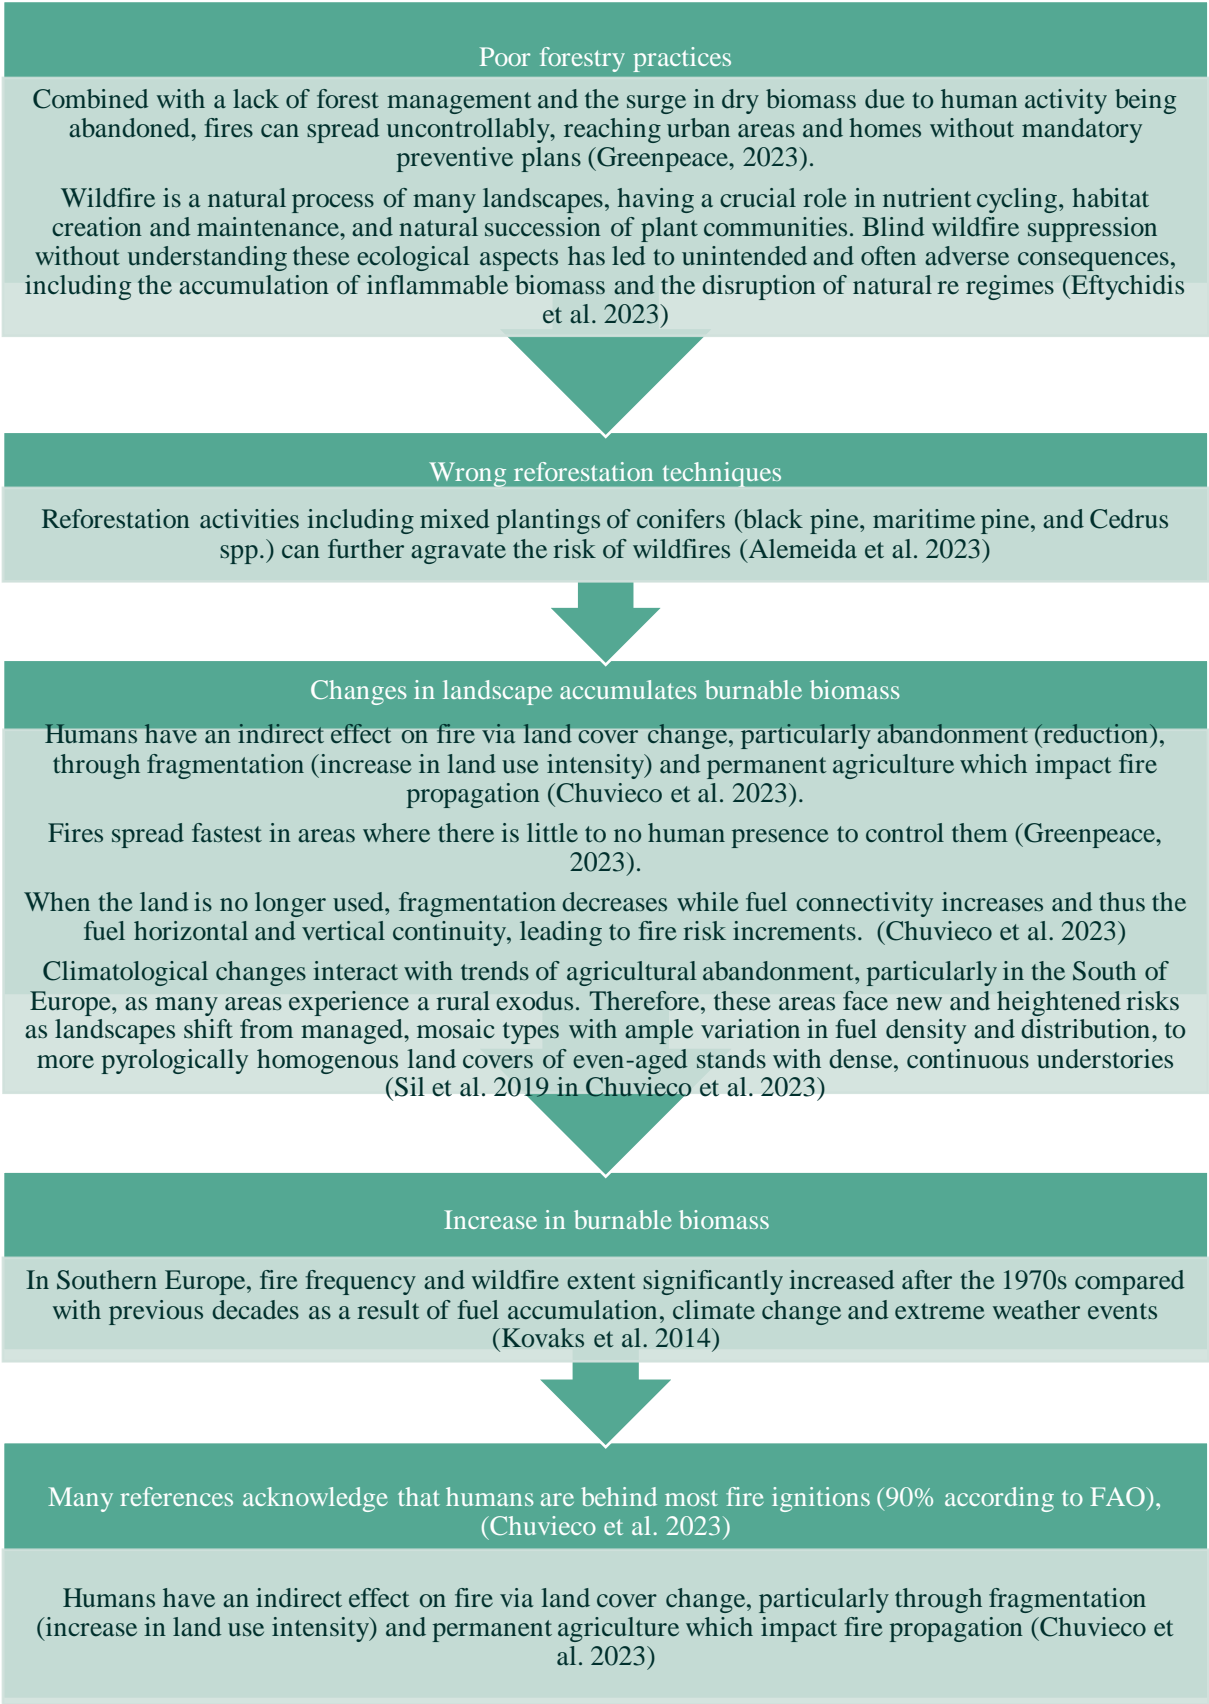 Poor forestry practices
Combined with a lack of forest management and the surge in dry biomass due to human activity being
abandoned, fires can spread uncontrollably, reaching urban areas and homes without mandatory
preventive plans (Greenpeace, 2023).
Wildfire is a natural process of many landscapes, having a crucial role in nutrient cycling, habitat
creation and maintenance, and natural succession of plant communities. Blind wildfire suppression
without understanding these ecological aspects has led to unintended and often adverse consequences,
including the accumulation of inflammable biomass and the disruption of natural re regimes (Eftychidis
et al. 2023)
Wrong reforestation techniques
Reforestation activities including mixed plantings of conifers (black pine, maritime pine, and Cedrus
spp.) can further agravate the risk of wildfires (Alemeida et al. 2023)
Changes in landscape accumulates burnable biomass
Humans have an indirect effect on fire via land cover change, particularly abandonment (reduction),
through fragmentation (increase in land use intensity) and permanent agriculture which impact fire
propagation (Chuvieco et al. 2023).
Fires spread fastest in areas where there is little to no human presence to control them (Greenpeace,
2023).
When the land is no longer used, fragmentation decreases while fuel connectivity increases and thus the
fuel horizontal and vertical continuity, leading to fire risk increments. (Chuvieco et al. 2023)
Climatological changes interact with trends of agricultural abandonment, particularly in the South of
Europe, as many areas experience a rural exodus. Therefore, these areas face new and heightened risks
as landscapes shift from managed, mosaic types with ample variation in fuel density and distribution, to
more pyrologically homogenous land covers of even-aged stands with dense, continuous understories
(Sil et al. 2019 in Chuvieco et al. 2023)
Increase in burnable biomass
In Southern Europe, fire frequency and wildfire extent significantly increased after the 1970s compared
with previous decades as a result of fuel accumulation, climate change and extreme weather events
(Kovaks et al. 2014)
Many references acknowledge that humans are behind most fire ignitions (90% according to FAO),
(Chuvieco et al. 2023)
Humans have an indirect effect on fire via land cover change, particularly through fragmentation
(increase in land use intensity) and permanent agriculture which impact fire propagation (Chuvieco et
al. 2023)